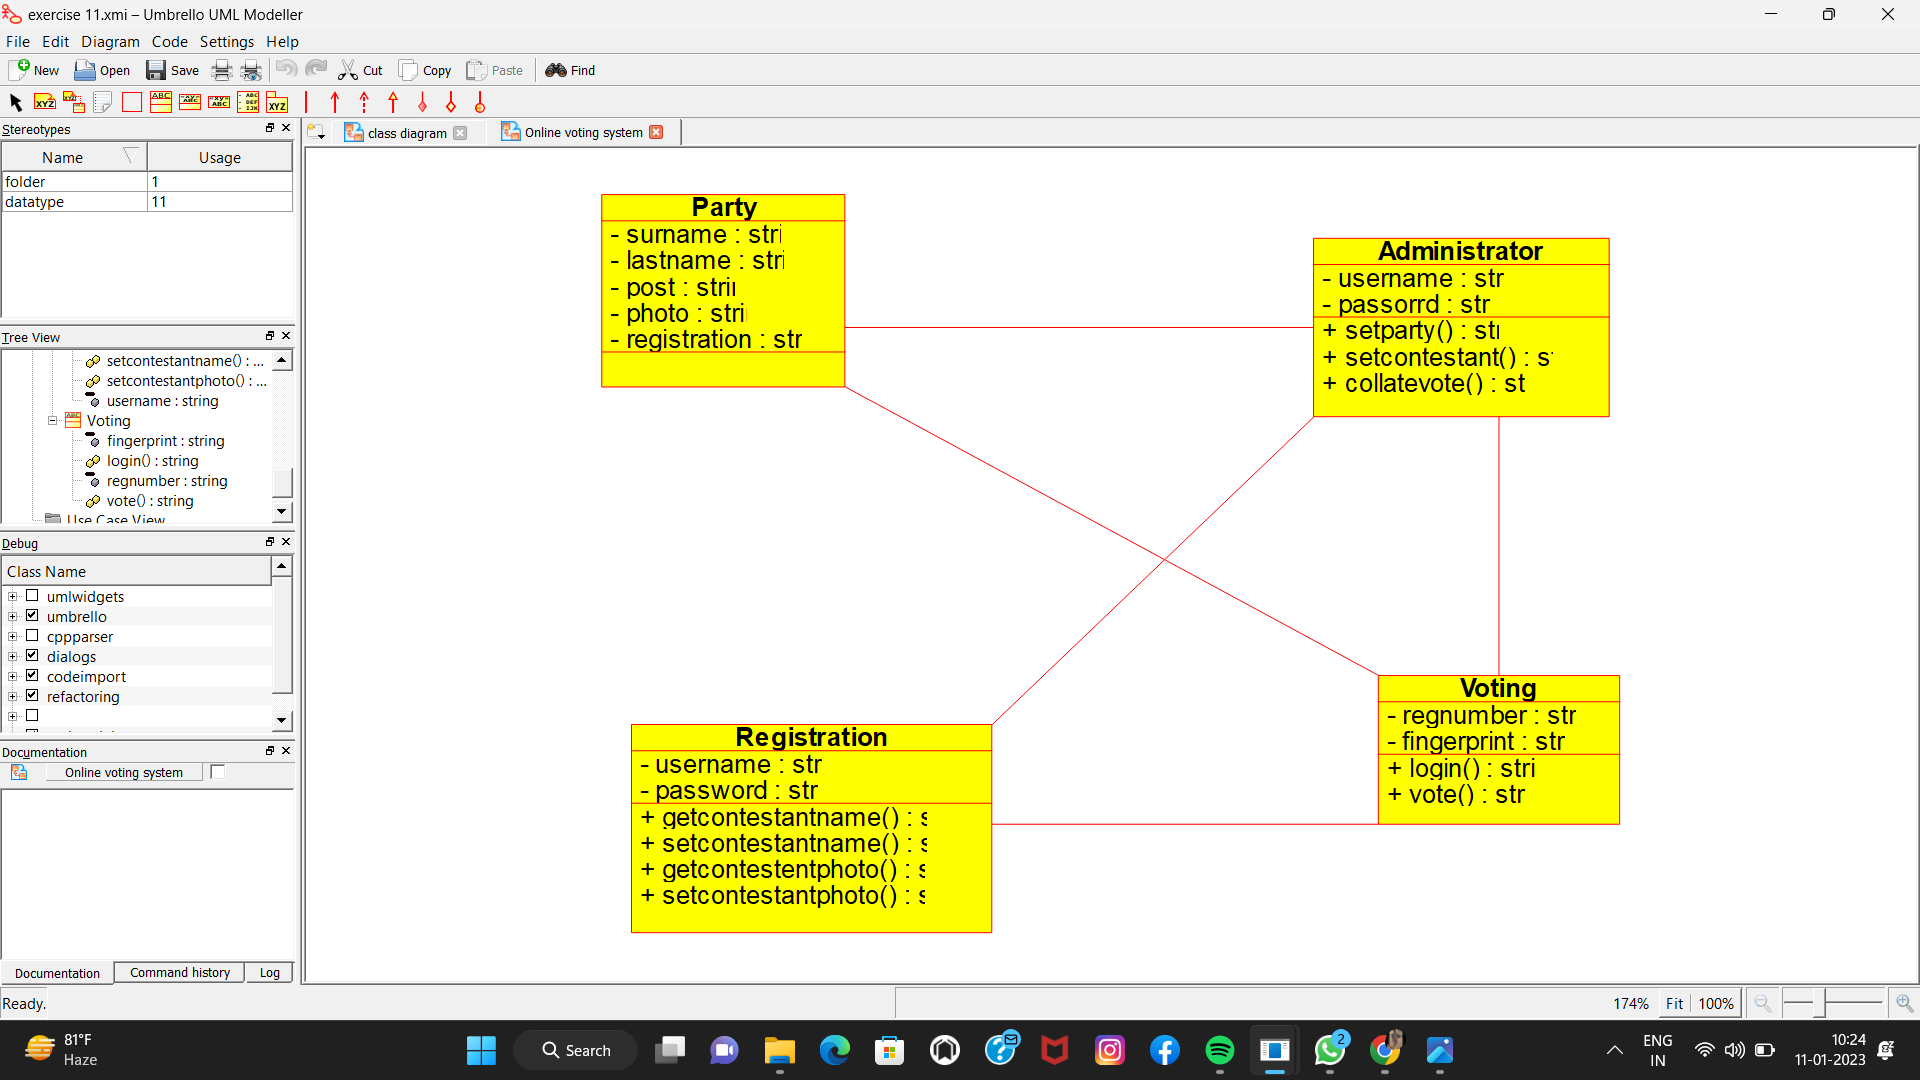 exercise 11.xmi – Umbrello UML Modeller
File Edit Diagram Code Settings Help
New Open Save Cut Copy Paste Find
Stereotypes
Name Usage
folder 1
datatype 11
Tree View
setcontestantname() : ...
setcontestantphoto() : ...
username : string
Voting
fingerprint : string
login() : string
regnumber : string
vote() : string
Use Case View
Debug
Class Name
umlwidgets
umbrello
cppparser
dialogs
codeimport
refactoring
Documentation
Online voting system
Documentation Command history Log
Ready.
class diagram Online voting system
Party
- surname : stri
- lastname : stri
- post : strin
- photo : stri
- registration : str
Administrator
- username : str
- passorrd : str
+ setparty() : str
+ setcontestant() : s
+ collatevote() : st
Registration
- username : str
- password : str
+ getcontestantname() : s
+ setcontestantname() : s
+ getcontestentphoto() : s
+ setcontestantphoto() : s
Voting
- regnumber : str
- fingerprint : str
+ login() : stri
+ vote() : str
174% Fit 100%
81°F
Haze
Search
2
ENG
IN
10:24
11-01-2023